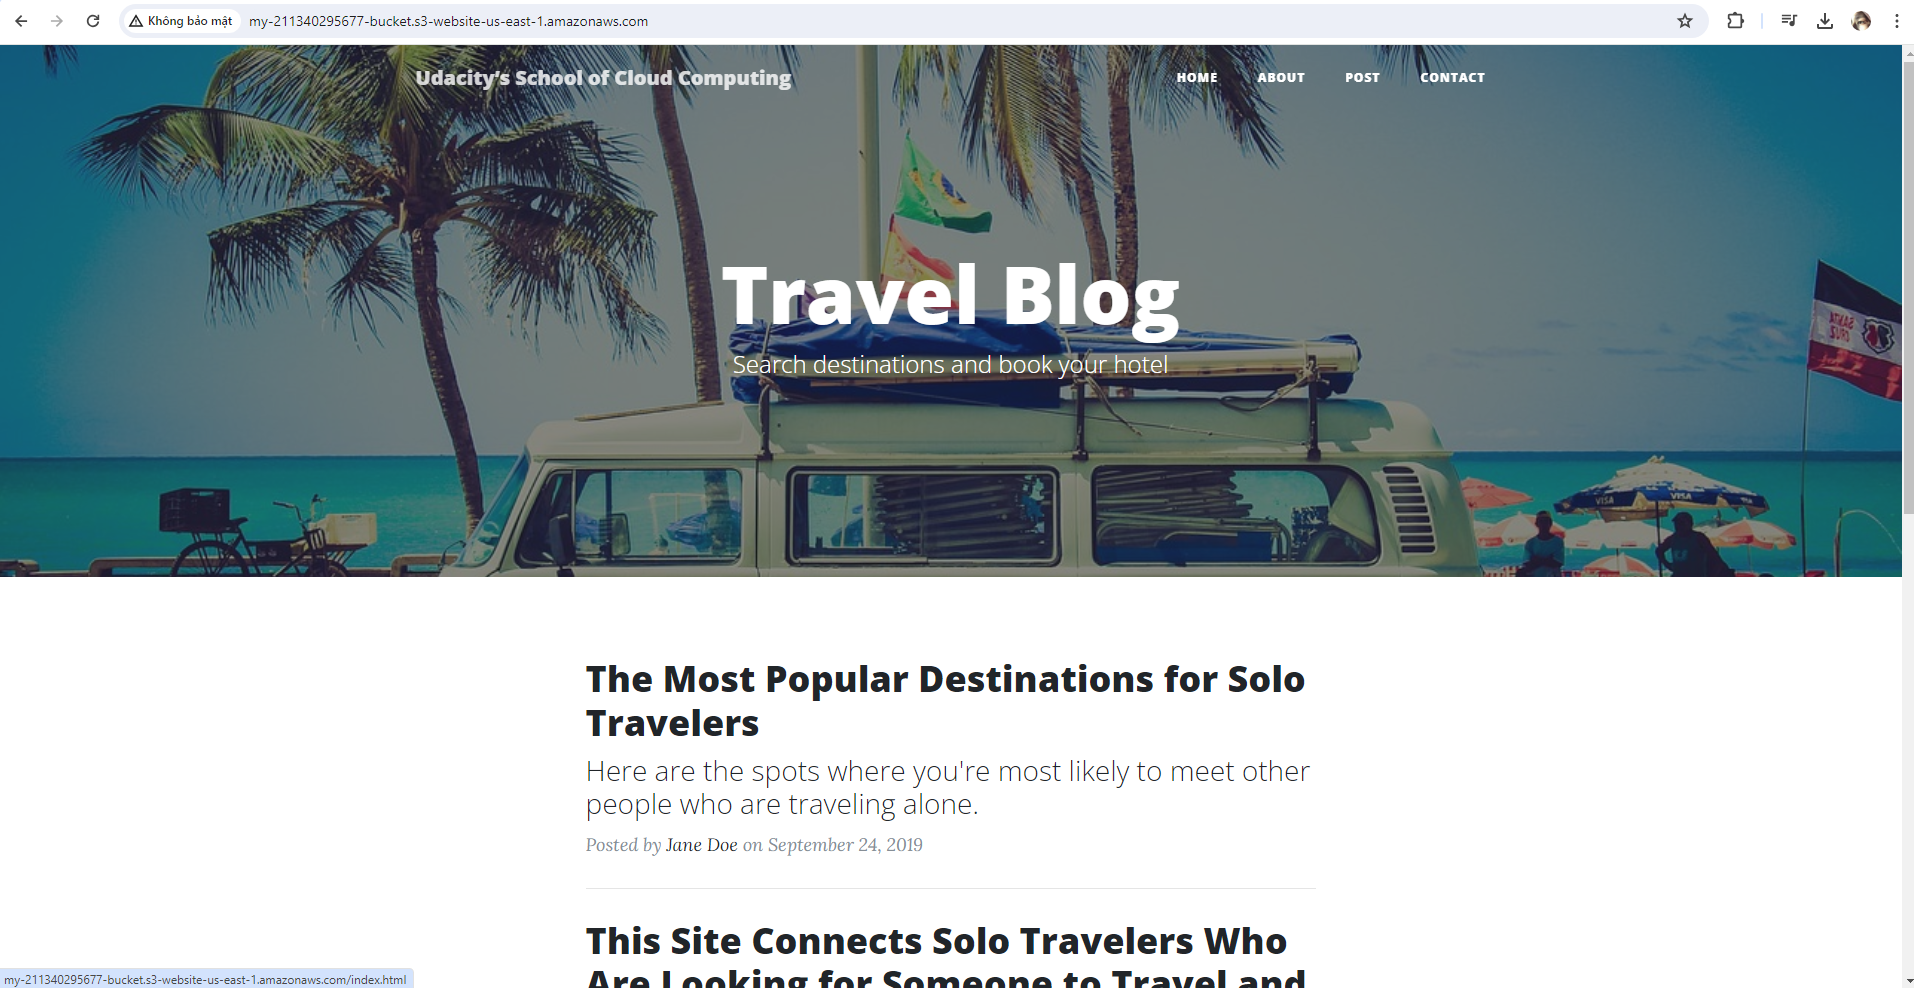 Không bảo mật
my-211340295677-bucket.s3-website-us-east-1.amazonaws.com
Udacity's School of Cloud Computing
HOME
ABOUT
POST
CONTACT
Travel Blog
Search destinations and book your hotel
SANTA
CRUZ
VISA
VISA
The Most Popular Destinations for Solo
Travelers
Here are the spots where you're most likely to meet other
people who are traveling alone.
Posted by Jane Doe on September 24, 2019
This Site Connects Solo Travelers Who
Are Looking for Someone to Travel and
my-211340295677-bucket.s3-website-us-east-1.amazonaws.com/index.html